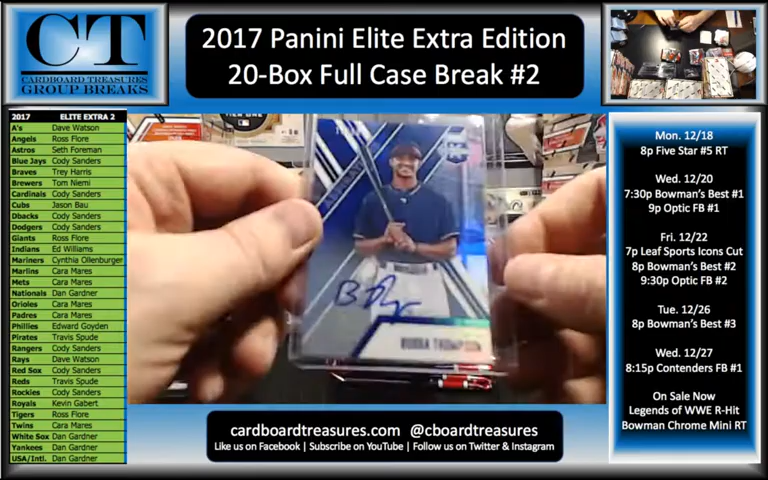 CT
CARDBOARD TREASURES
GROUP BREAKS
2017 Panini Elite Extra Edition
20-Box Full Case Break #2
2017 ELITE EXTRA 2
A's Dave Watson
Angels Ross Flore
Astros Seth Foreman
Blue Jays Cody Sanders
Braves Trey Harris
Brewers Tom Niemi
Cardinals Cody Sanders
Cubs Jason Bau
Dbacks Cody Sanders
Dodgers Cody Sanders
Giants Ross Flore
Indians Ed Williams
Mariners Cynthia Ollenburger
Marlins Cara Mares
Mets Cara Mares
Nationals Dan Gardner
Orioles Cara Mares
Padres Cara Mares
Phillies Edward Goyden
Pirates Travis Spude
Rangers Cody Sanders
Rays Dave Watson
Red Sox Cody Sanders
Reds Travis Spude
Rockies Cody Sanders
Royals Kevin Gabert
Tigers Ross Flore
Twins Cara Mares
White Sox Dan Gardner
Yankees Dan Gardner
USA/Intl. Dan Gardner
BUBBA THOMPSON
Mon. 12/18
8p Five Star #5 RT
Wed. 12/20
7:30p Bowman's Best #1
9p Optic FB #1
Fri. 12/22
7p Leaf Sports Icons Cut
8p Bowman's Best #2
9:30p Optic FB #2
Tue. 12/26
8p Bowman's Best #3
Wed. 12/27
8:15p Contenders FB #1
On Sale Now
Legends of WWE R-Hit
Bowman Chrome Mini RT
cardboardtreasures.com @cboardtreasures
Like us on Facebook | Subscribe on YouTube | Follow us on Twitter & Instagram